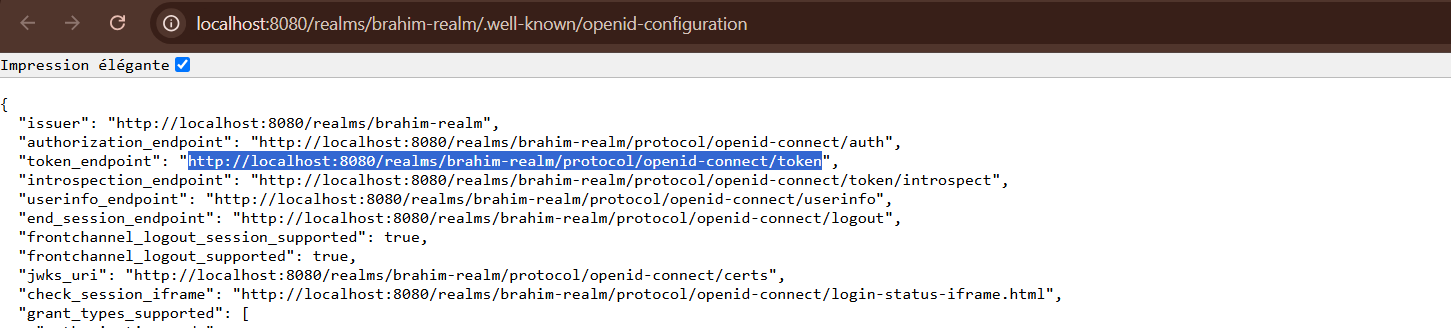 localhost:8080/realms/brahim-realm/.well-known/openid-configuration
Impression élégante
{
"issuer": "http://localhost:8080/realms/brahim-realm",
"authorization_endpoint": "http://localhost:8080/realms/brahim-realm/protocol/openid-connect/auth",
"token_endpoint": "http://localhost:8080/realms/brahim-realm/protocol/openid-connect/token",
"introspection_endpoint": "http://localhost:8080/realms/brahim-realm/protocol/openid-connect/token/introspect",
"userinfo_endpoint": "http://localhost:8080/realms/brahim-realm/protocol/openid-connect/userinfo",
"end_session_endpoint": "http://localhost:8080/realms/brahim-realm/protocol/openid-connect/logout",
"frontchannel_logout_session_supported": true,
"frontchannel_logout_supported": true,
"jwks_uri": "http://localhost:8080/realms/brahim-realm/protocol/openid-connect/certs",
"check_session_iframe": "http://localhost:8080/realms/brahim-realm/protocol/openid-connect/login-status-iframe.html",
"grant_types_supported": [